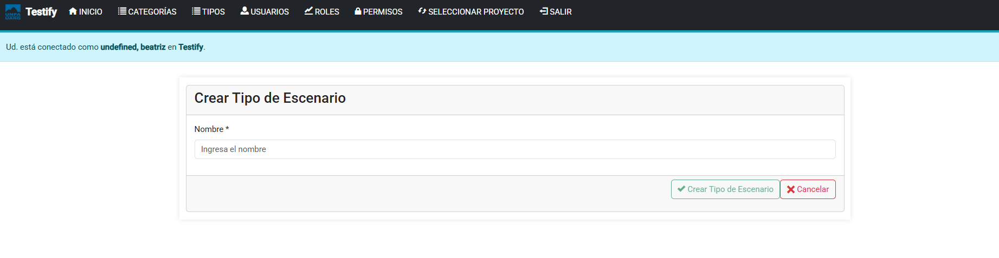 UNPA
UARG
Testify INICIO CATEGORÍAS TIPOS USUARIOS ROLES PERMISOS SELECCIONAR PROYECTO SALIR
Ud. está conectado como undefined, beatriz en Testify.
Crear Tipo de Escenario
Nombre *
Ingresa el nombre
Crear Tipo de Escenario Cancelar